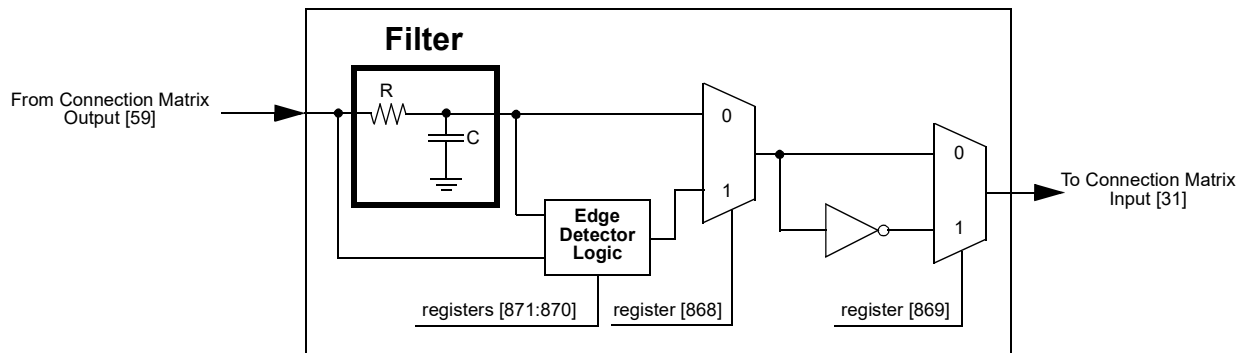 Filter
From Connection Matrix
Output [59]
R
C
0
1
Edge
Detector
Logic
0
1
To Connection Matrix
Input [31]
registers [871:870]
register [868]
register [869]